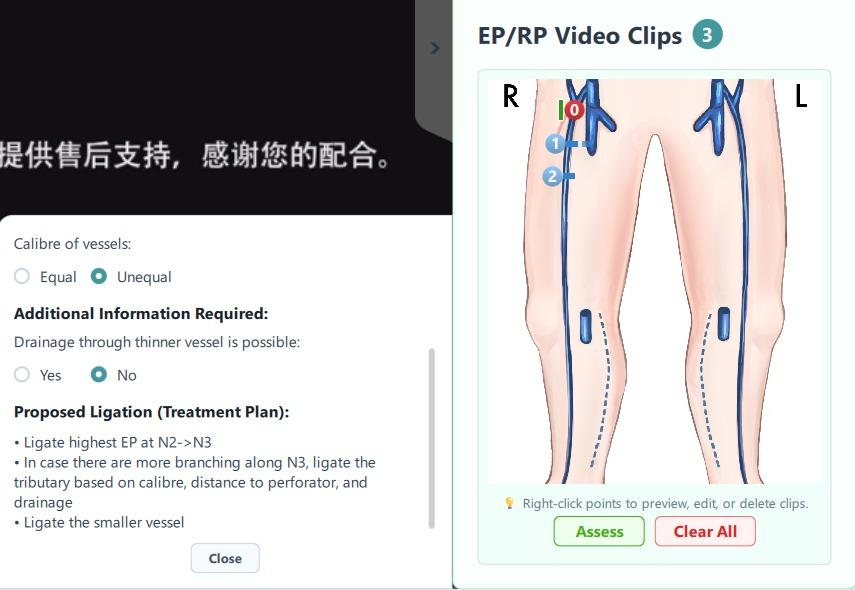 提供售后支持，感谢您的配合。
Calibre of vessels:
Equal
Unequal
Additional Information Required:
Drainage through thinner vessel is possible:
Yes
No
Proposed Ligation (Treatment Plan):
• Ligate highest EP at N2->N3
• In case there are more branching along N3, ligate the
tributary based on calibre, distance to perforator, and
drainage
• Ligate the smaller vessel
Close
EP/RP Video Clips 3
R
L
0
1
2
Right-click points to preview, edit, or delete clips.
Assess
Clear All